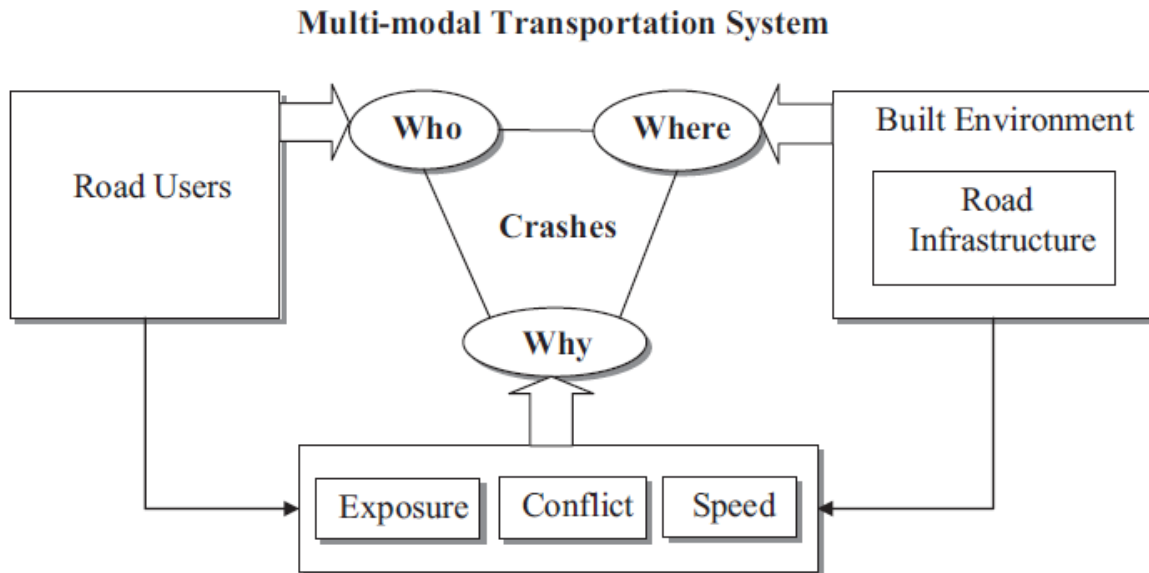 Multi-modal Transportation System
Who
Where
Built Environment
Road Users
Road
Infrastructure
Crashes
Why
Exposure
Conflict
Speed